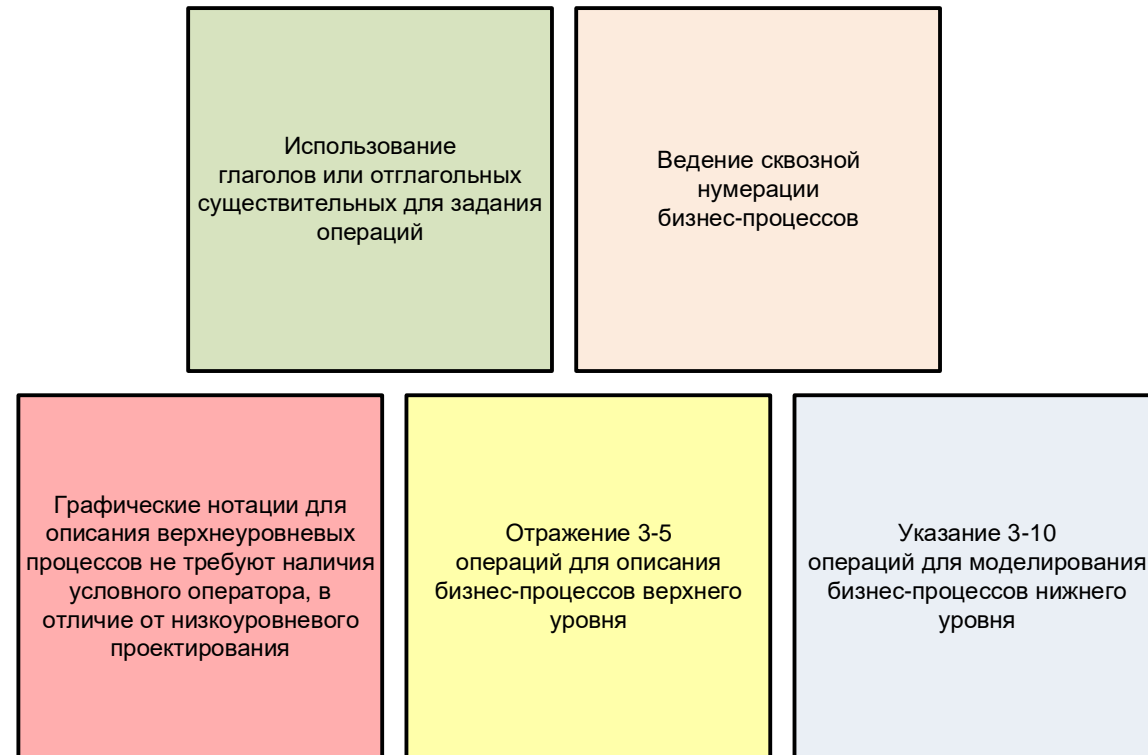 Использование
глаголов или отглагольных
существительных для задания
операций
Ведение сквозной
нумерации
бизнес-процессов
Графические нотации для
описания верхнеуровневых
процессов не требуют наличия
условного оператора, в
отличие от низкоуровневого
проектирования
Отражение 3-5
операций для описания
бизнес-процессов верхнего
уровня
Указание 3-10
операций для моделирования
бизнес-процессов нижнего
уровня